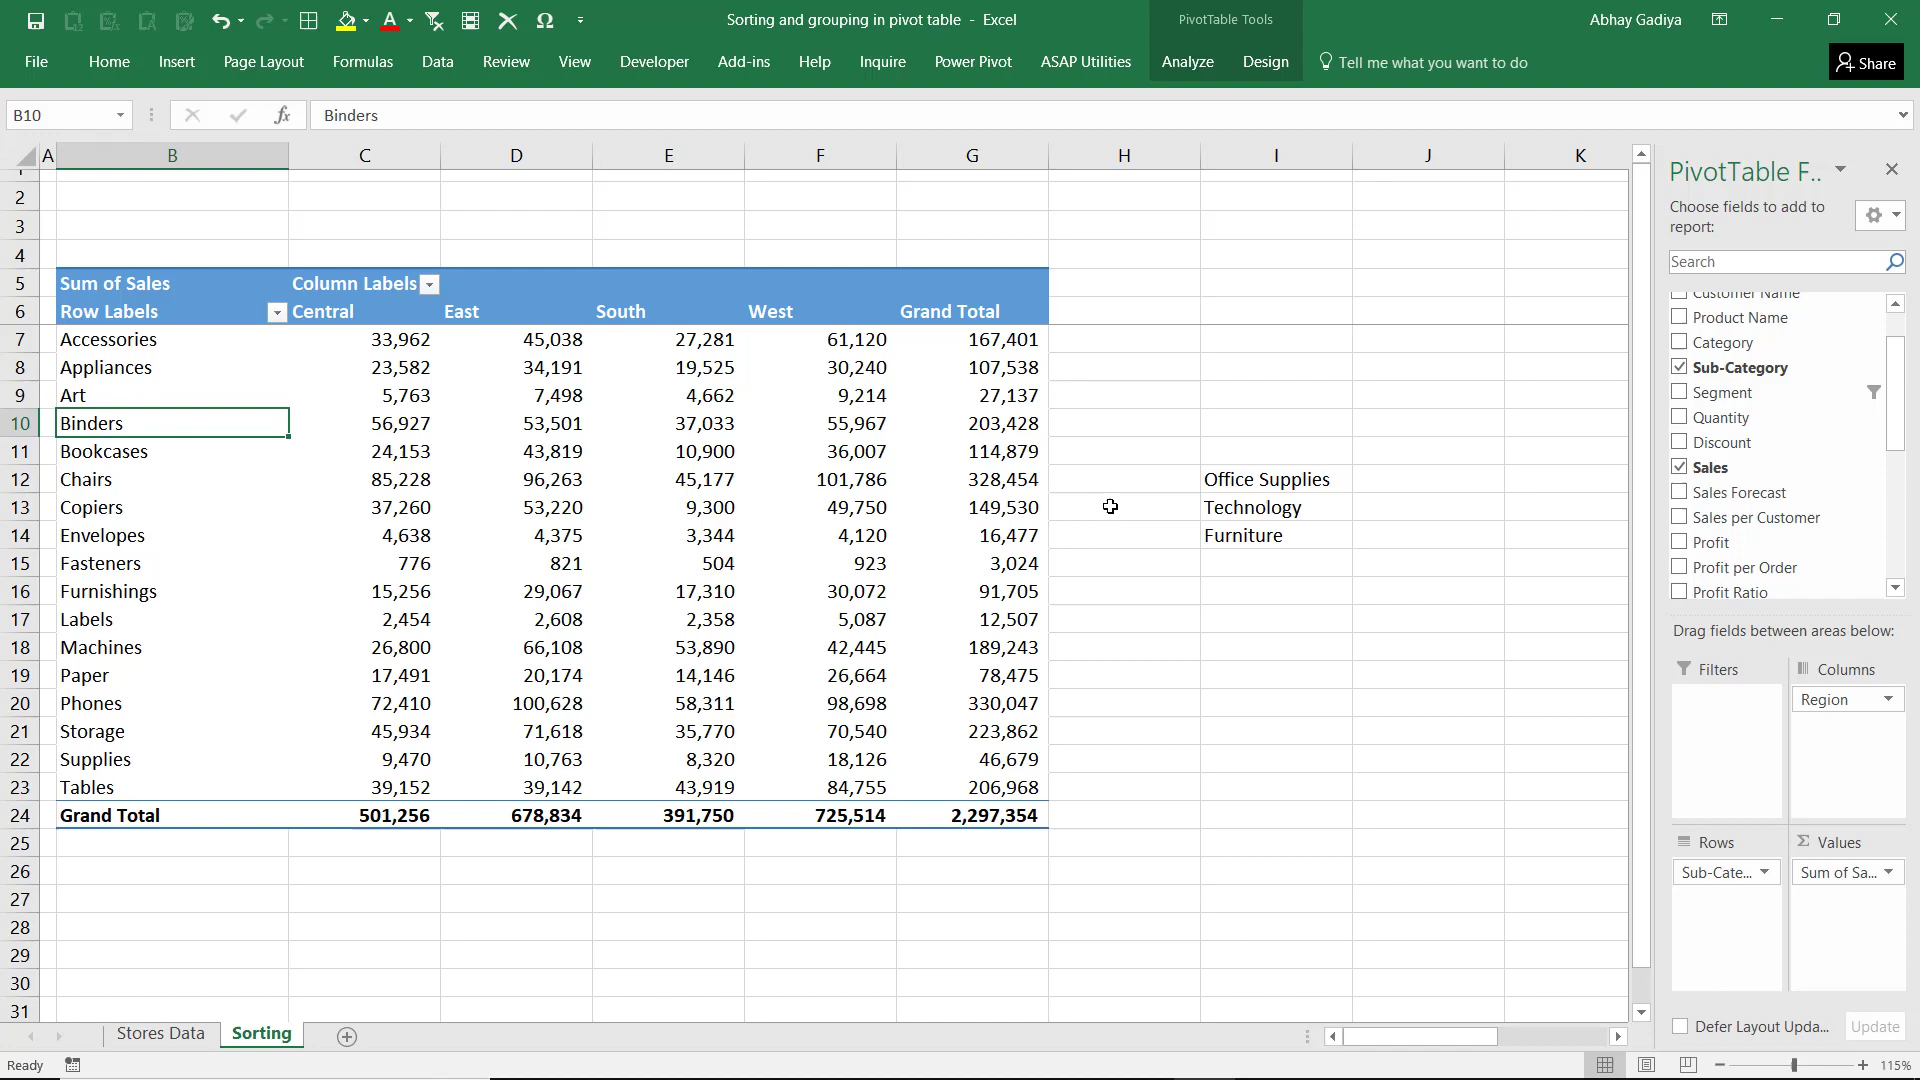 Sorting and grouping in pivot table - Excel
PivotTable Tools
Abhay Gadiya
File Home Insert Page Layout Formulas Data Review View Developer Add-ins Help Inquire Power Pivot ASAP Utilities Analyze Design Tell me what you want to do Share
B10 fx Binders
A B C D E F G H I J K
1
2
3
4
5 Sum of Sales Column Labels
6 Row Labels Central East South West Grand Total
7 Accessories 33,962 45,038 27,281 61,120 167,401
8 Appliances 23,582 34,191 19,525 30,240 107,538
9 Art 5,763 7,498 4,662 9,214 27,137
10 Binders 56,927 53,501 37,033 55,967 203,428
11 Bookcases 24,153 43,819 10,900 36,007 114,879
12 Chairs 85,228 96,263 45,177 101,786 328,454 Office Supplies
13 Copiers 37,260 53,220 9,300 49,750 149,530 Technology
14 Envelopes 4,638 4,375 3,344 4,120 16,477 Furniture
15 Fasteners 776 821 504 923 3,024
16 Furnishings 15,256 29,067 17,310 30,072 91,705
17 Labels 2,454 2,608 2,358 5,087 12,507
18 Machines 26,800 66,108 53,890 42,445 189,243
19 Paper 17,491 20,174 14,146 26,664 78,475
20 Phones 72,410 100,628 58,311 98,698 330,047
21 Storage 45,934 71,618 35,770 70,540 223,862
22 Supplies 9,470 10,763 8,320 18,126 46,679
23 Tables 39,152 39,142 43,919 84,755 206,968
24 Grand Total 501,256 678,834 391,750 725,514 2,297,354
25
26
27
28
29
30
31
PivotTable F..
Choose fields to add to
report:
Search
Customer Name
Product Name
Category
Sub-Category
Segment
Quantity
Discount
Sales
Sales Forecast
Sales per Customer
Profit
Profit per Order
Profit Ratio
Drag fields between areas below:
Filters Columns
Region
Rows Σ Values
Sub-Cate... Sum of Sa...
Defer Layout Upda... Update
Stores Data Sorting
Ready 115%